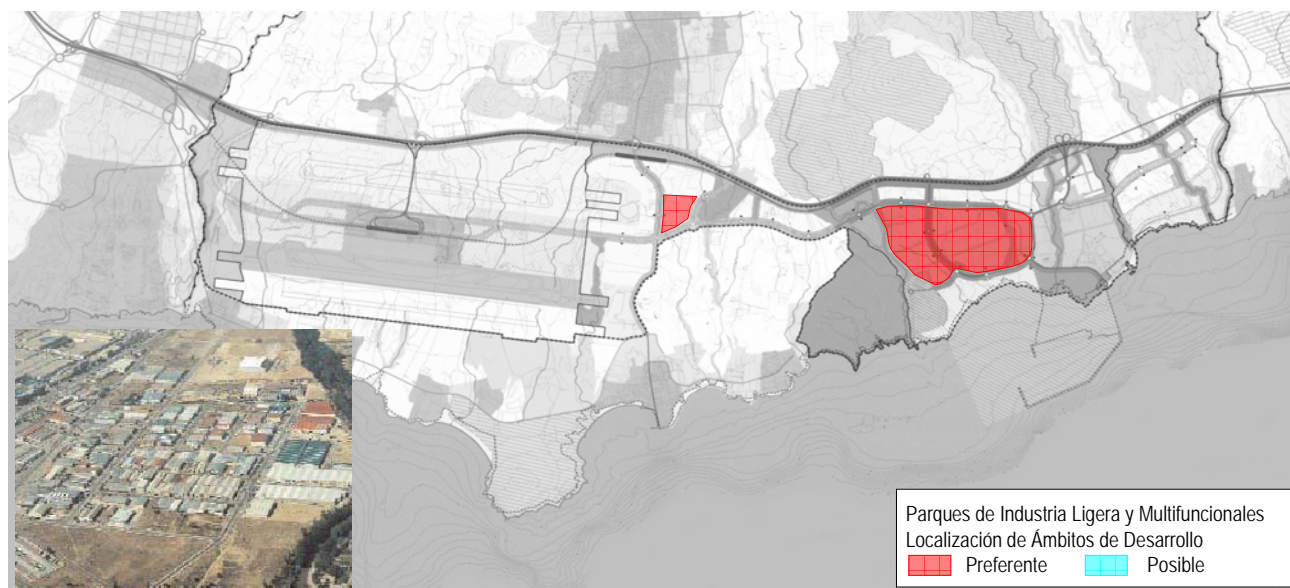 Parques de Industria Ligera y Multifuncionales
Localización de Ámbitos de Desarrollo
Preferente Posible